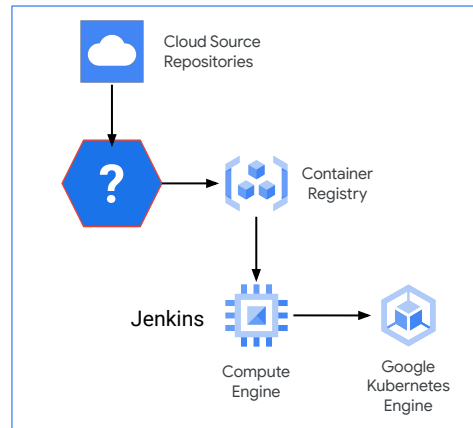 Cloud Source
Repositories
?
Container
Registry
Jenkins
Compute
Engine
Google
Kubernetes
Engine